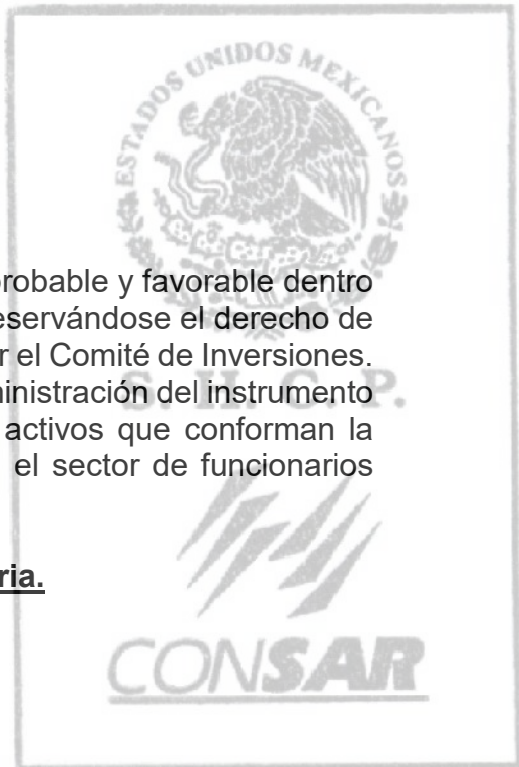 ESTADOS UNIDOS MEXICANOS
probable y favorable dentro
eservándose el derecho de
r el Comité de Inversiones.
ministración del instrumento
S. H. C. P.
activos que conforman la
el sector de funcionarios
ria.
CONSAR